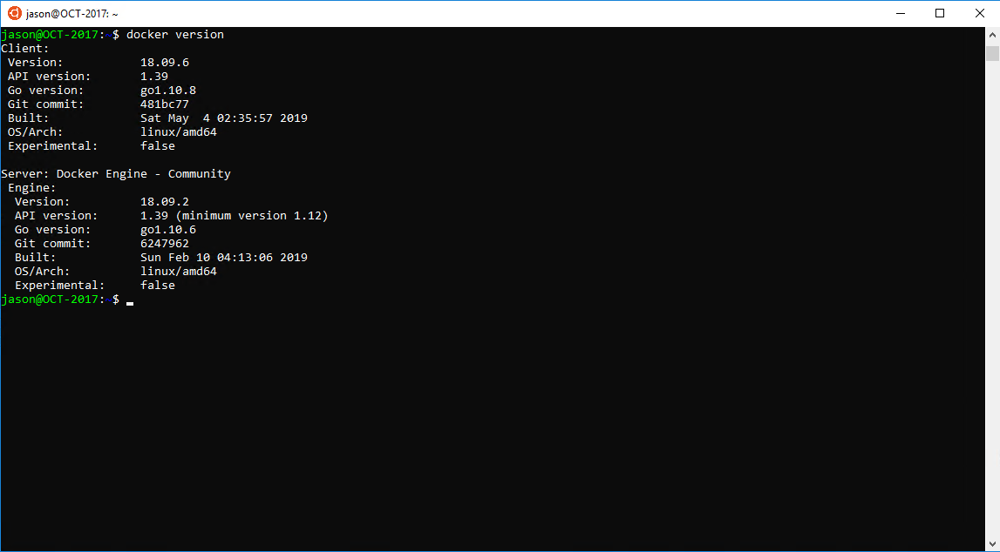 jason@OCT-2017: ~
jason@OCT-2017:~$ docker version
Client:
 Version:           18.09.6
 API version:       1.39
 Go version:        go1.10.8
 Git commit:        481bc77
 Built:             Sat May  4 02:35:57 2019
 OS/Arch:           linux/amd64
 Experimental:      false

Server: Docker Engine - Community
 Engine:
  Version:          18.09.2
  API version:      1.39 (minimum version 1.12)
  Go version:       go1.10.6
  Git commit:       6247962
  Built:            Sun Feb 10 04:13:06 2019
  OS/Arch:          linux/amd64
  Experimental:     false
jason@OCT-2017:~$